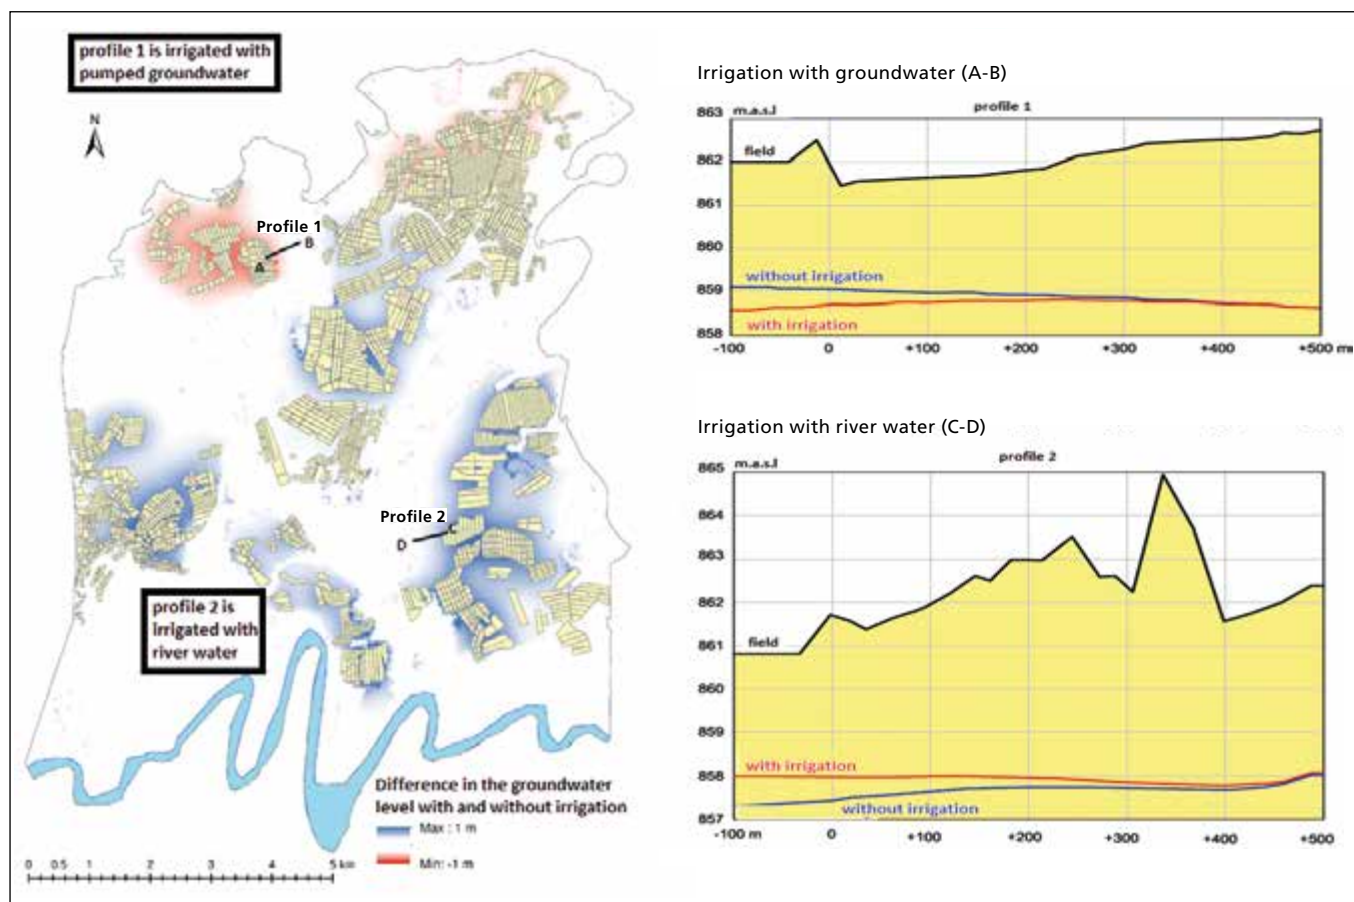 profile 1 is irrigated with
pumped groundwater
N
Profile 1
B
A
Profile 2
C
D
profile 2 is
irrigated with
river water
Difference in the groundwater
level with and without irrigation
Max : 1 m
Min: -1 m
0 0.5 1 2 3 4 5 km
Irrigation with groundwater (A-B)
profile 1
m.a.s.l
863
862
861
860
859
858
field
without irrigation
with irrigation
-100 0 +100 +200 +300 +400 +500
Irrigation with river water (C-D)
profile 2
m.a.s.l
865
864
863
862
861
860
859
858
857
field
with irrigation
without irrigation
-100 m 0 +100 +200 +300 +400 +500